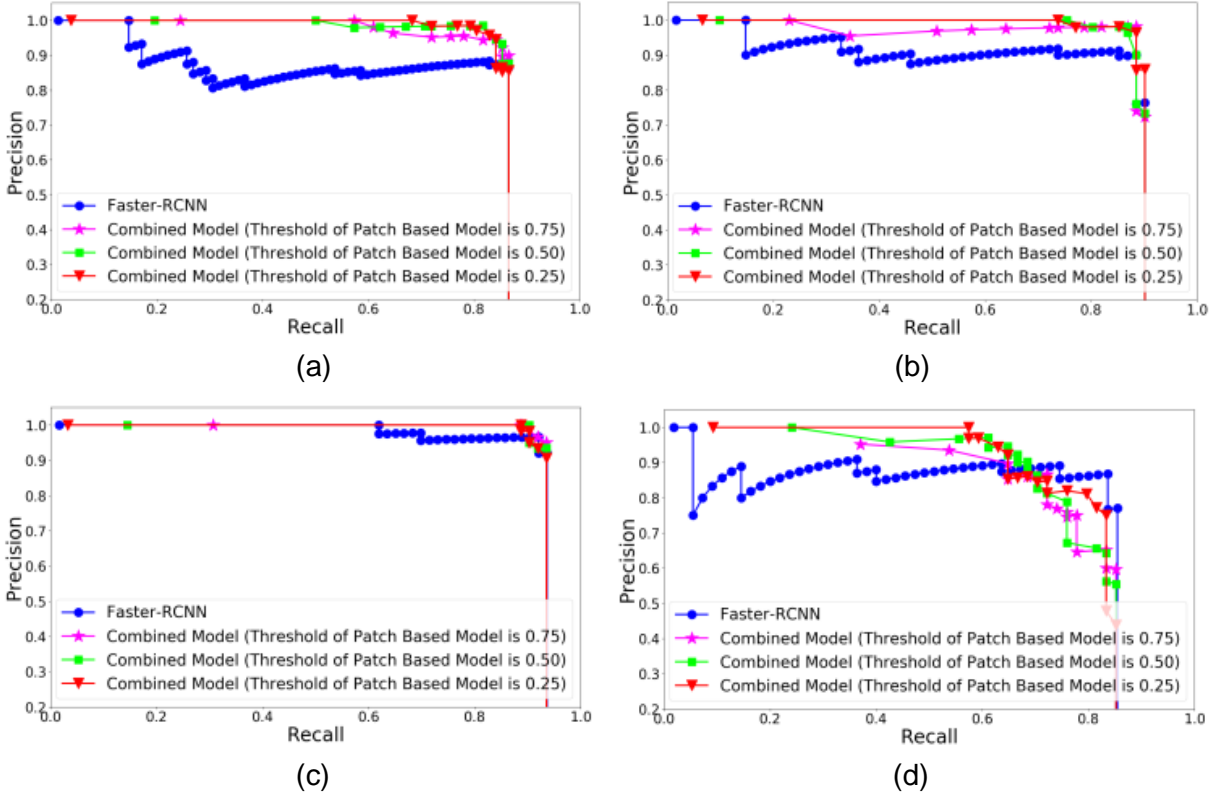 1.0
0.9
0.8
0.7
0.6
0.5
0.4
0.3
0.2
Precision
Faster-RCNN
Combined Model (Threshold of Patch Based Model is 0.75)
Combined Model (Threshold of Patch Based Model is 0.50)
Combined Model (Threshold of Patch Based Model is 0.25)
0.0 0.2 0.4 0.6 0.8 1.0
Recall
(a)
1.0
0.9
0.8
0.7
0.6
0.5
0.4
0.3
0.2
Precision
Faster-RCNN
Combined Model (Threshold of Patch Based Model is 0.75)
Combined Model (Threshold of Patch Based Model is 0.50)
Combined Model (Threshold of Patch Based Model is 0.25)
0.0 0.2 0.4 0.6 0.8 1.0
Recall
(b)
1.0
0.9
0.8
0.7
0.6
0.5
0.4
0.3
0.2
Precision
Faster-RCNN
Combined Model (Threshold of Patch Based Model is 0.75)
Combined Model (Threshold of Patch Based Model is 0.50)
Combined Model (Threshold of Patch Based Model is 0.25)
0.0 0.2 0.4 0.6 0.8 1.0
Recall
(c)
1.0
0.9
0.8
0.7
0.6
0.5
0.4
0.3
0.2
Precision
Faster-RCNN
Combined Model (Threshold of Patch Based Model is 0.75)
Combined Model (Threshold of Patch Based Model is 0.50)
Combined Model (Threshold of Patch Based Model is 0.25)
0.0 0.2 0.4 0.6 0.8 1.0
Recall
(d)